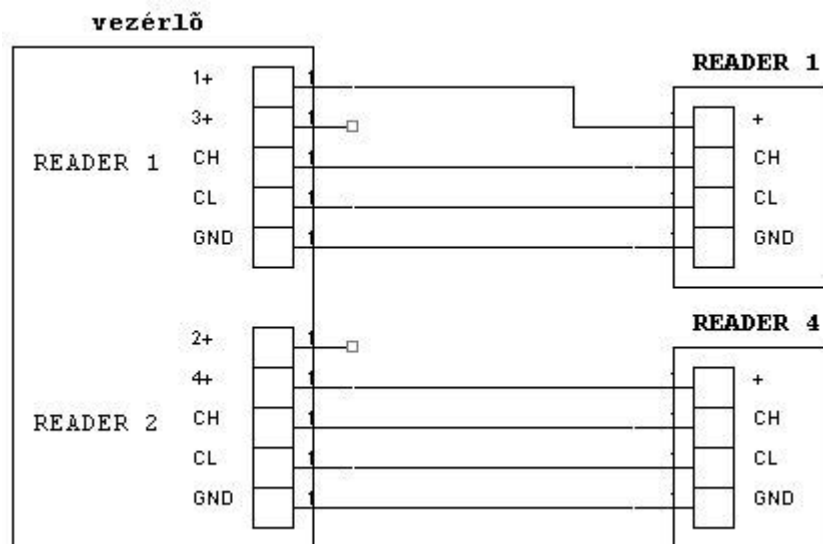 vezérlõ
READER 1
1+
3+
CH
CL
GND
READER 1
+
CH
CL
GND
READER 2
2+
4+
CH
CL
GND
READER 4
+
CH
CL
GND